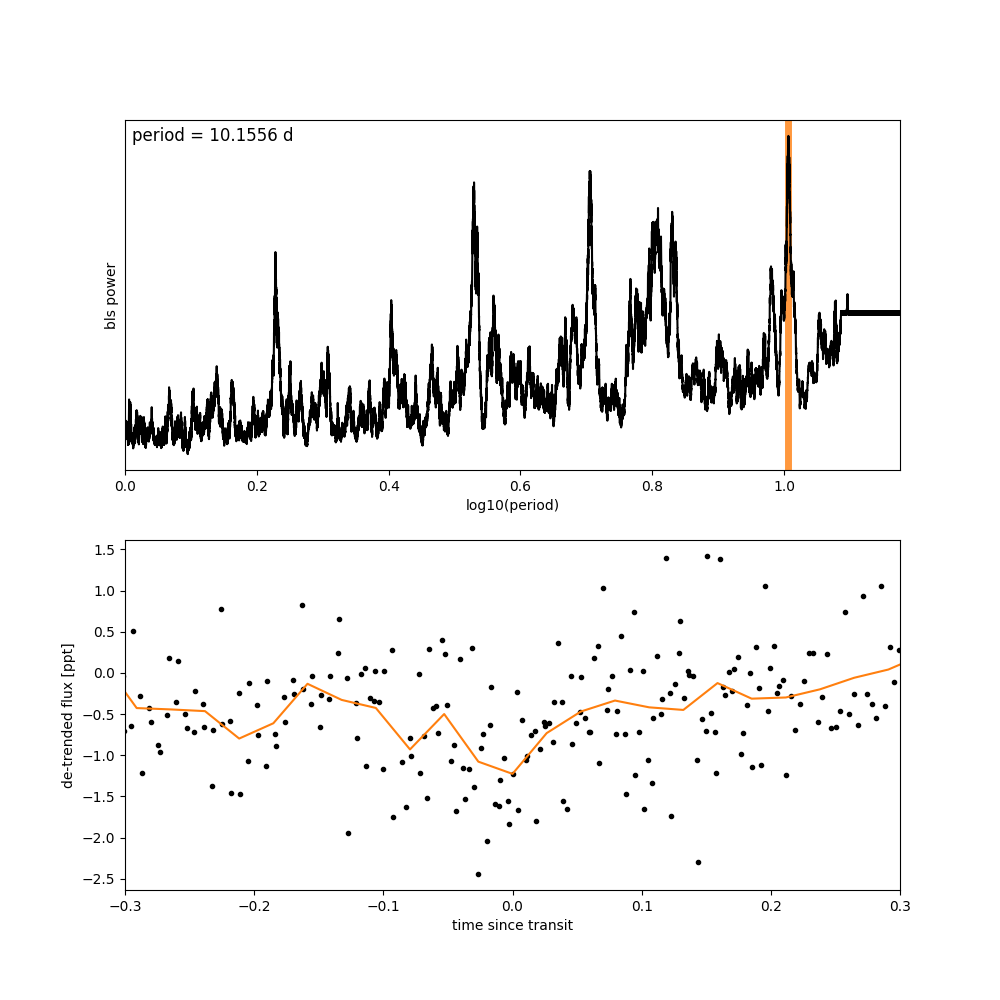 period = 10.1556 d
bls power
0.0 0.2 0.4 0.6 0.8 1.0
log10(period)
1.5
1.0
0.5
0.0
−0.5
−1.0
−1.5
−2.0
−2.5
de-trended flux [ppt]
−0.3 −0.2 −0.1 0.0 0.1 0.2 0.3
time since transit